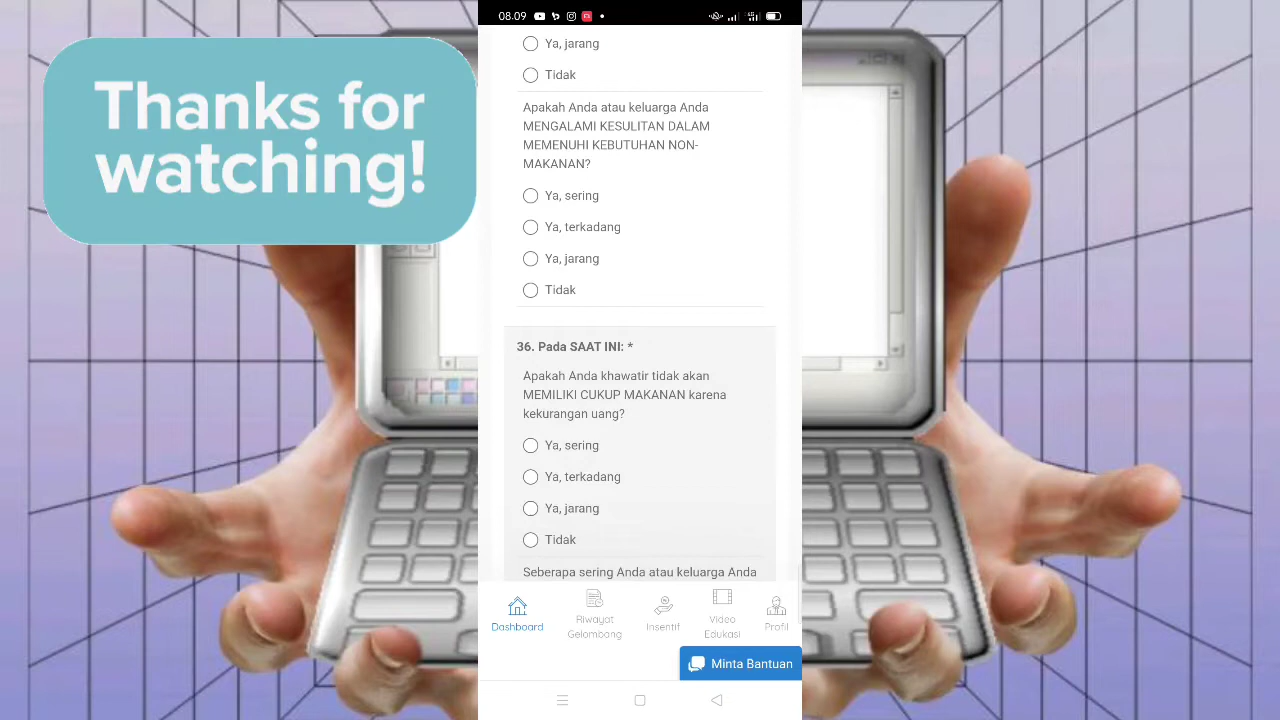 Thanks for
watching!
08.09
Ya, jarang
Tidak
Apakah Anda atau keluarga Anda
MENGALAMI KESULITAN DALAM
MEMENUHI KEBUTUHAN NON-
MAKANAN?
Ya, sering
Ya, terkadang
Ya, jarang
Tidak
36. Pada SAAT INI: *
Apakah Anda khawatir tidak akan
MEMILIKI CUKUP MAKANAN karena
kekurangan uang?
Ya, sering
Ya, terkadang
Ya, jarang
Tidak
Seberapa sering Anda atau keluarga Anda
Dashboard
Riwayat
Gelombang
Insentif
Video
Edukasi
Profil
Minta Bantuan